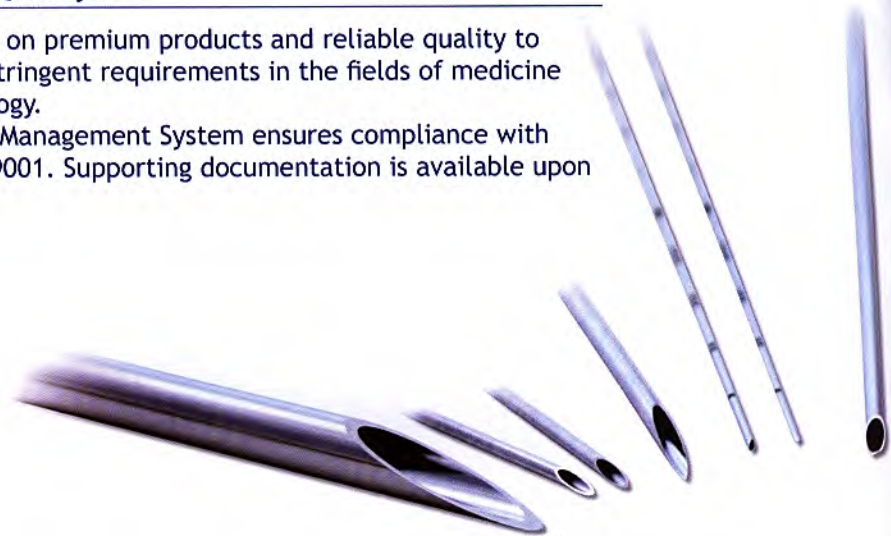 on premium products and reliable quality to
tringent requirements in the fields of medicine
ogy.
Management System ensures compliance with
9001. Supporting documentation is available upon